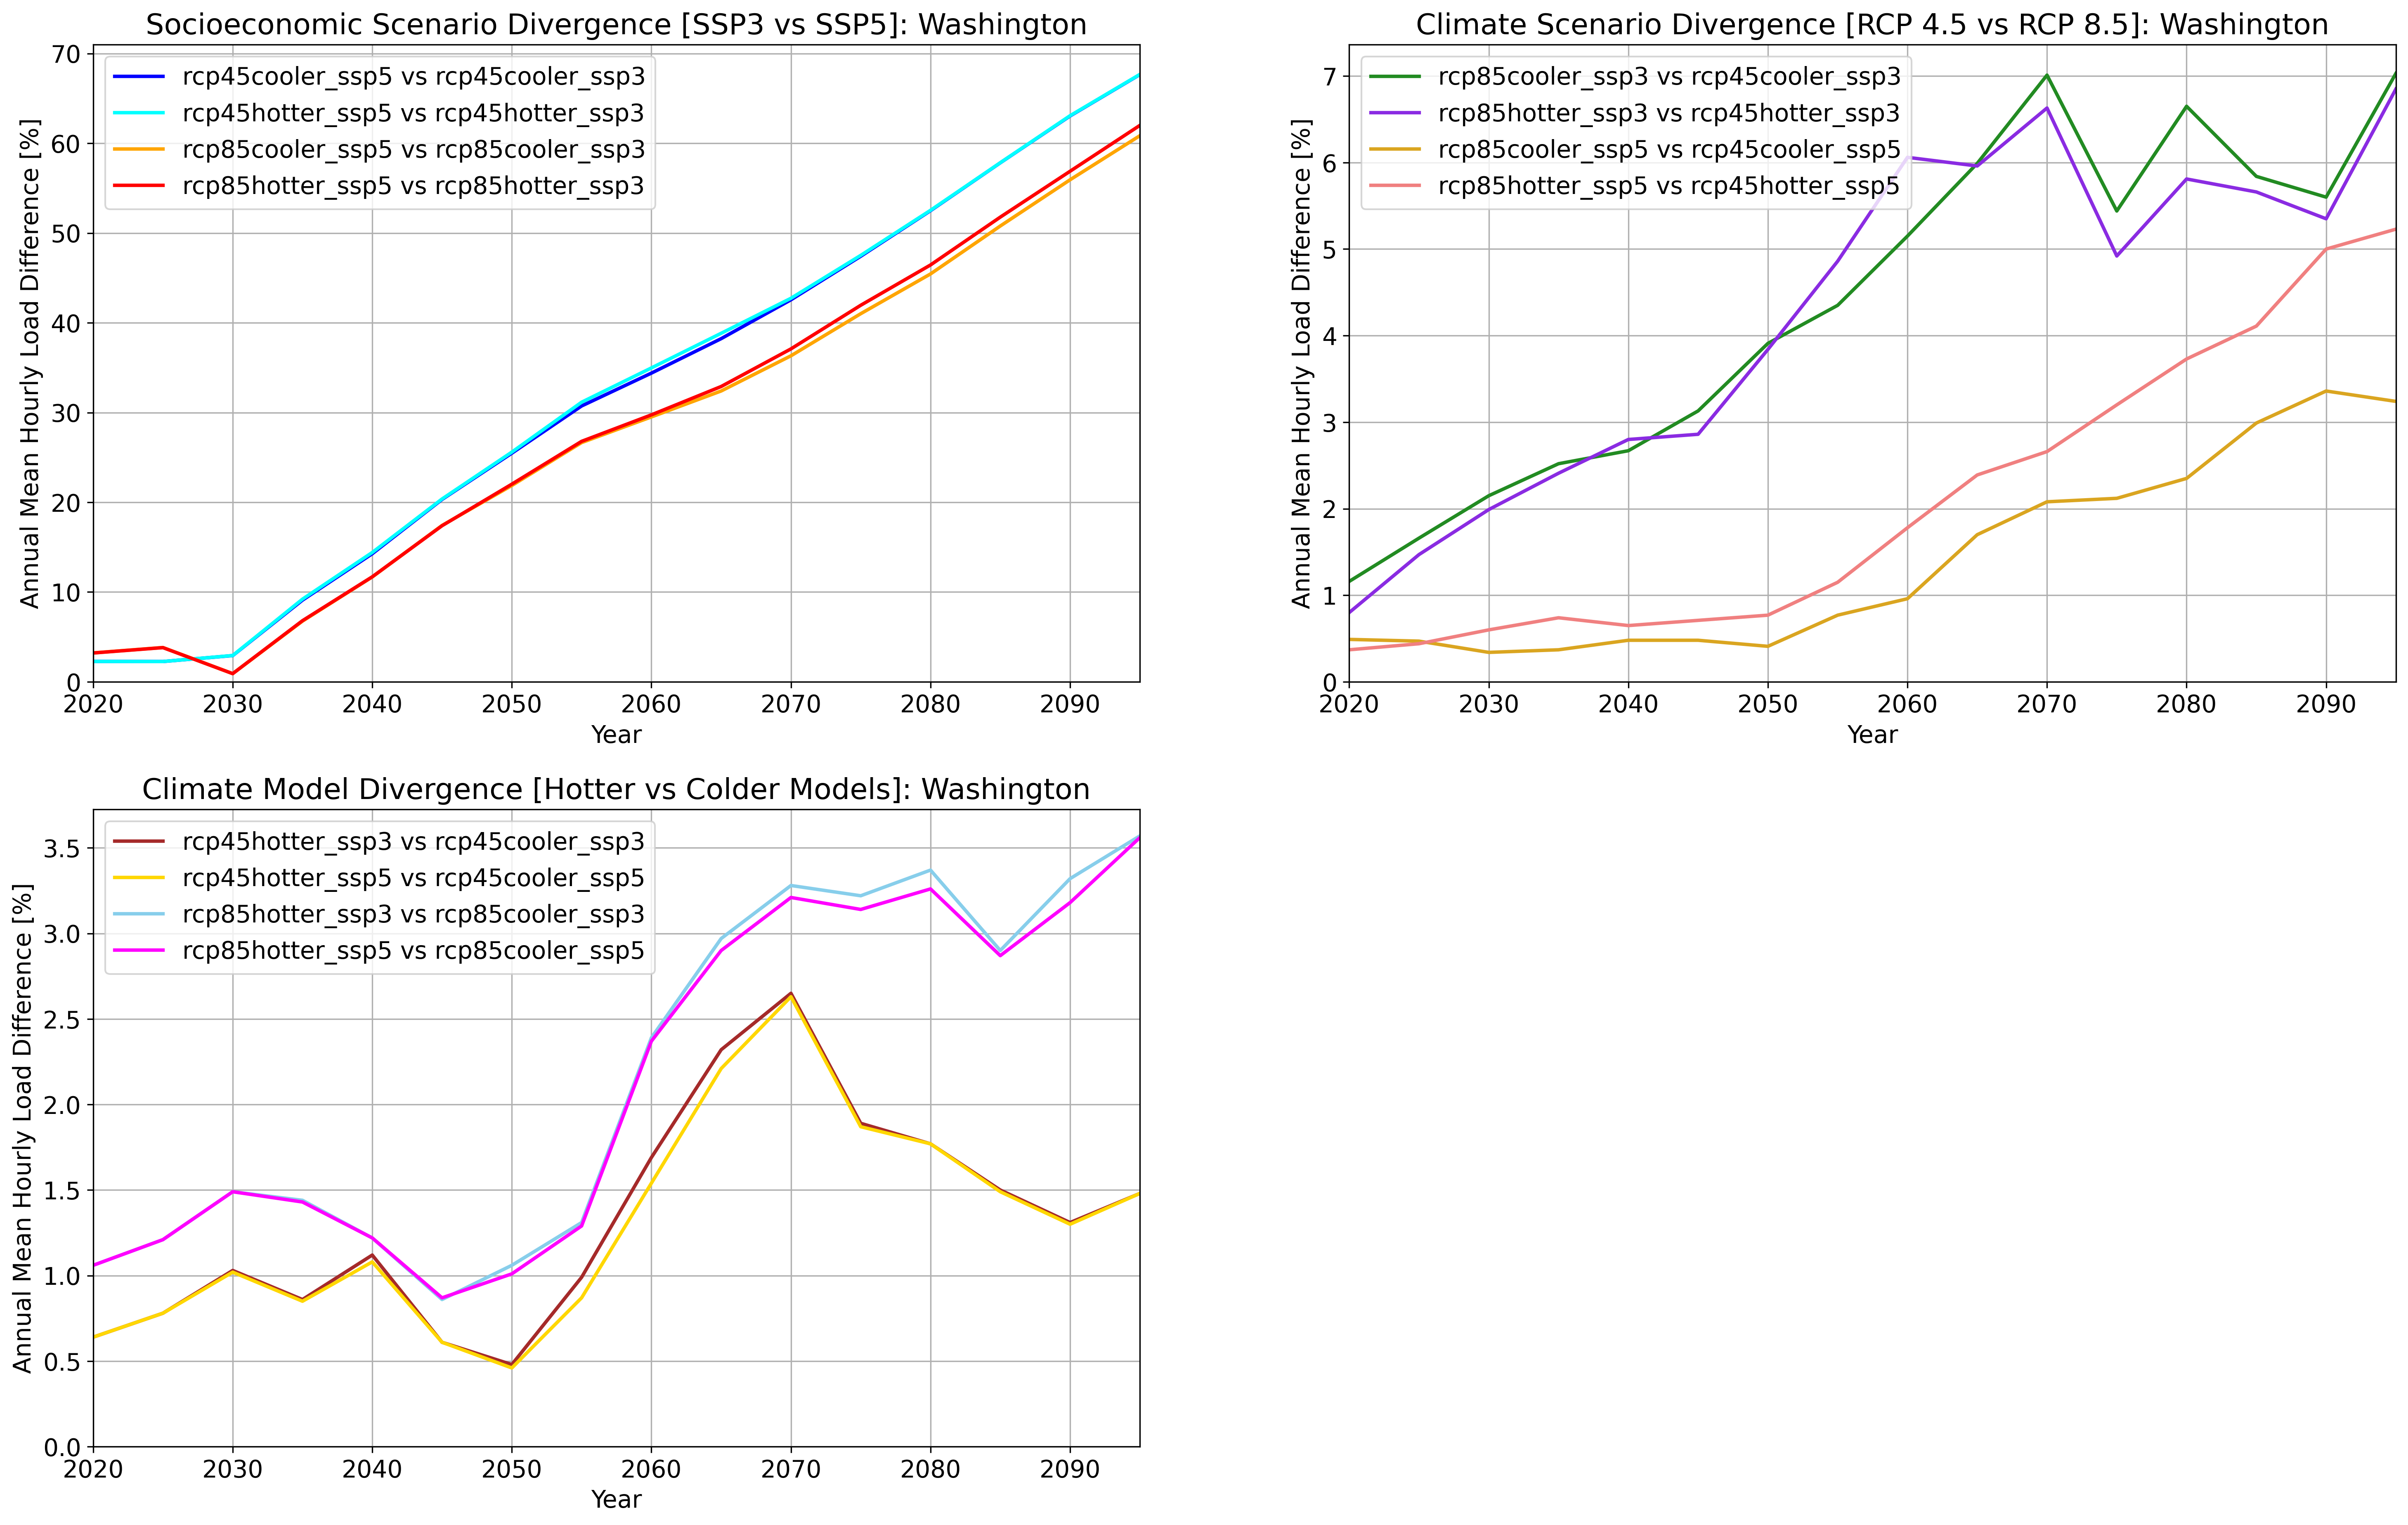 Socioeconomic Scenario Divergence [SSP3 vs SSP5]: Washington
Annual Mean Hourly Load Difference [%]
70
60
50
40
30
20
10
0
rcp45cooler_ssp5 vs rcp45cooler_ssp3
rcp45hotter_ssp5 vs rcp45hotter_ssp3
rcp85cooler_ssp5 vs rcp85cooler_ssp3
rcp85hotter_ssp5 vs rcp85hotter_ssp3
2020 2030 2040 2050 2060 2070 2080 2090
Year
Climate Scenario Divergence [RCP 4.5 vs RCP 8.5]: Washington
Annual Mean Hourly Load Difference [%]
7
6
5
4
3
2
1
0
rcp85cooler_ssp3 vs rcp45cooler_ssp3
rcp85hotter_ssp3 vs rcp45hotter_ssp3
rcp85cooler_ssp5 vs rcp45cooler_ssp5
rcp85hotter_ssp5 vs rcp45hotter_ssp5
2020 2030 2040 2050 2060 2070 2080 2090
Year
Climate Model Divergence [Hotter vs Colder Models]: Washington
Annual Mean Hourly Load Difference [%]
3.5
3.0
2.5
2.0
1.5
1.0
0.5
0.0
rcp45hotter_ssp3 vs rcp45cooler_ssp3
rcp45hotter_ssp5 vs rcp45cooler_ssp5
rcp85hotter_ssp3 vs rcp85cooler_ssp3
rcp85hotter_ssp5 vs rcp85cooler_ssp5
2020 2030 2040 2050 2060 2070 2080 2090
Year